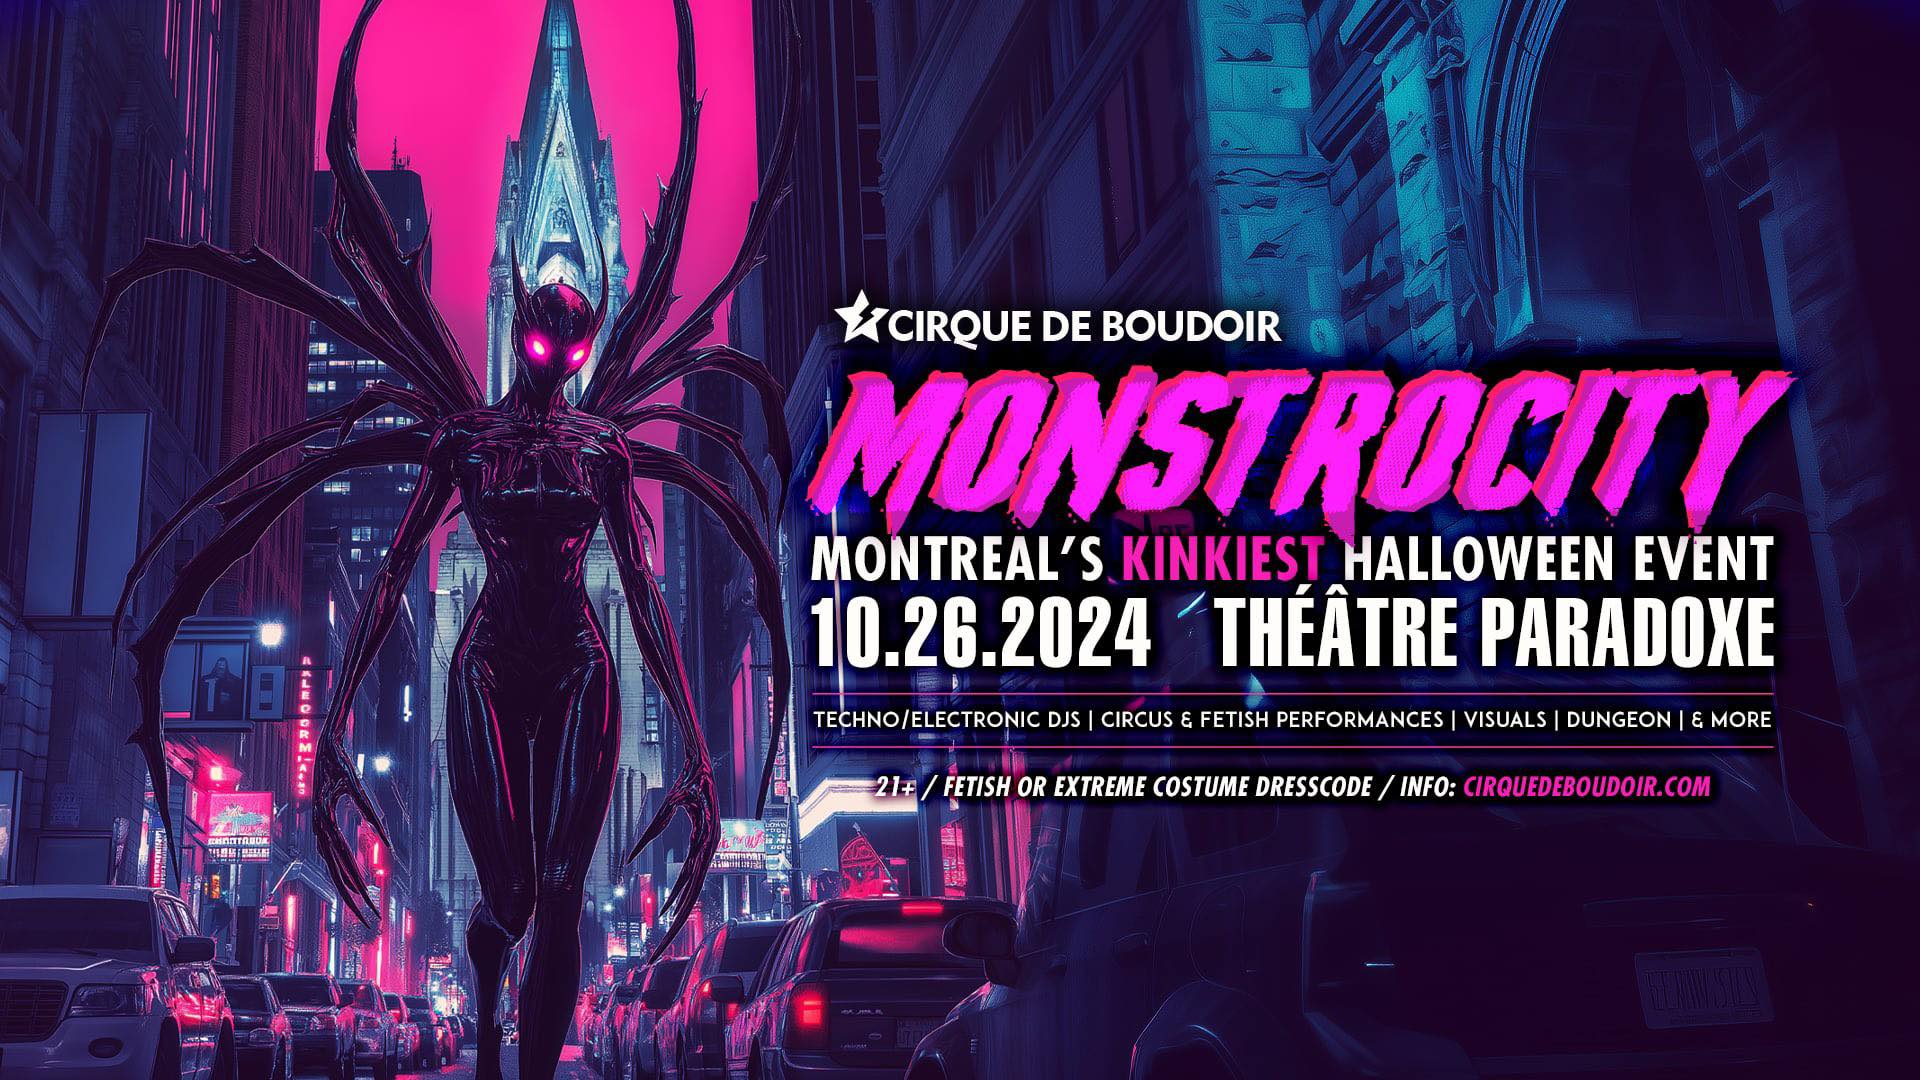 CIRQUE DE BOUDOIR
MONSTROCITY
MONTREAL'S KINKIEST HALLOWEEN EVENT
10.26.2024 THÉÂTRE PARADOXE
TECHNO/ELECTRONIC DJS | CIRCUS & FETISH PERFORMANCES | VISUALS | DUNGEON | & MORE
21+ / FETISH OR EXTREME COSTUME DRESSCODE / INFO: CIRQUEDEBOUDOIR.COM